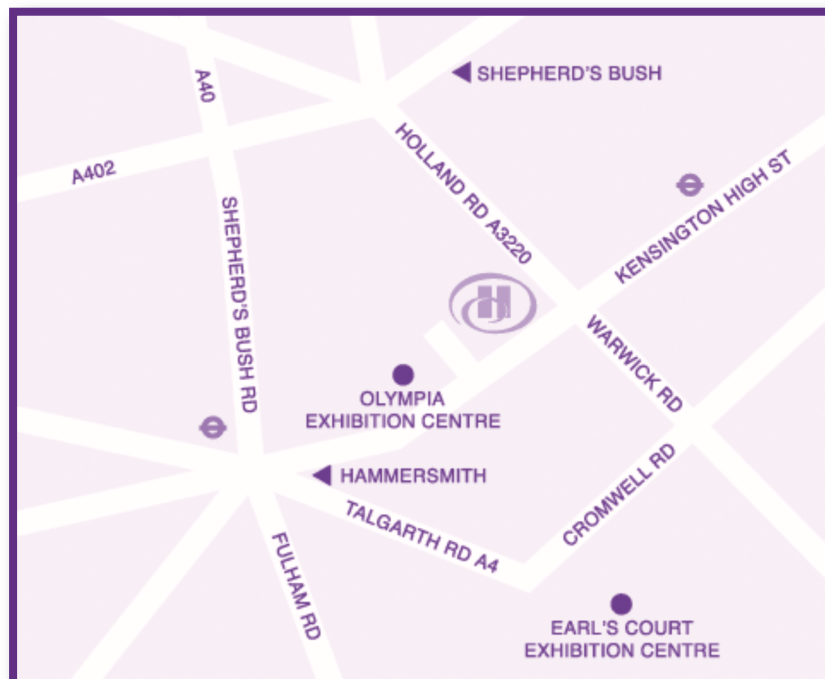 SHEPHERD'S BUSH
A40
A402
HOLLAND RD A3220
KENSINGTON HIGH ST
SHEPHERD'S BUSH RD
H
WARWICK RD
OLYMPIA
EXHIBITION CENTRE
HAMMERSMITH
CROMWELL RD
TALGARTH RD A4
FULHAM RD
EARL'S COURT
EXHIBITION CENTRE